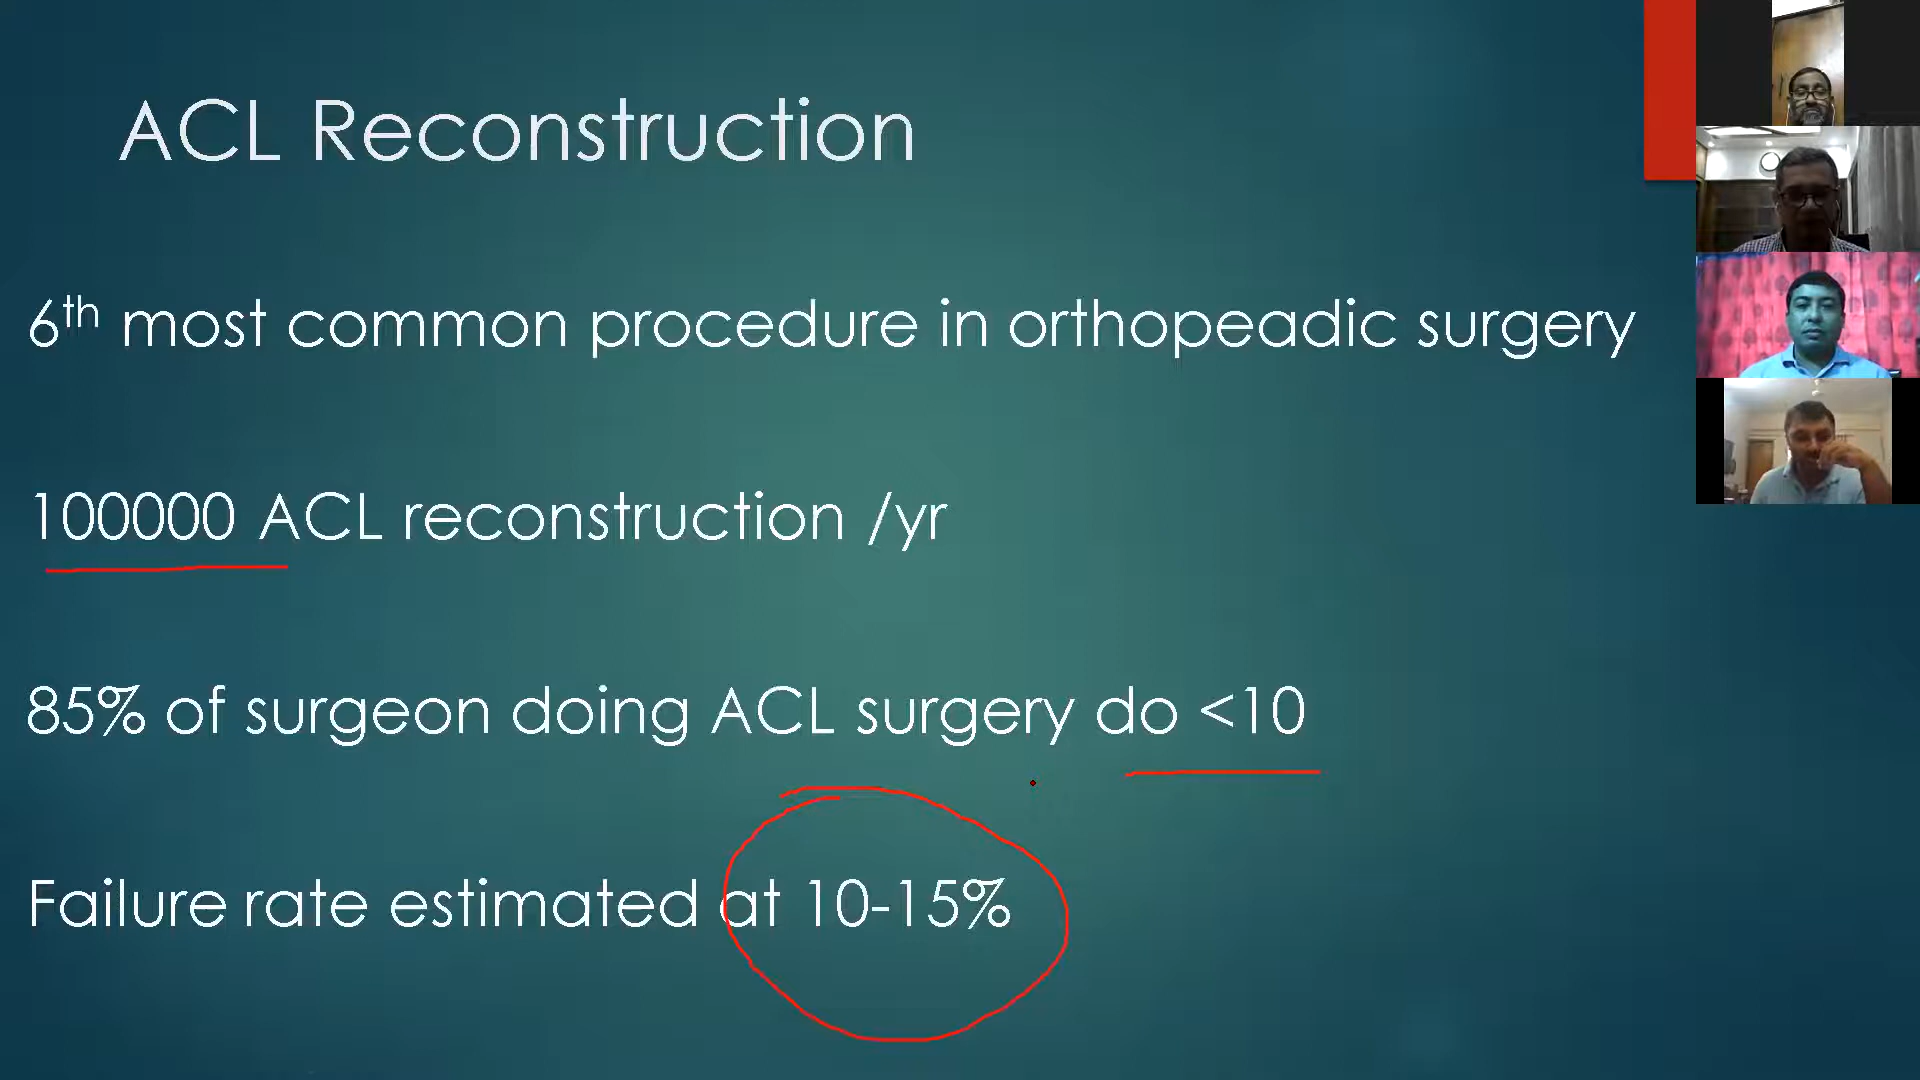 ACL Reconstruction
6th most common procedure in orthopeadic surgery
100000 ACL reconstruction /yr
85% of surgeon doing ACL surgery do <10
Failure rate estimated at 10-15%